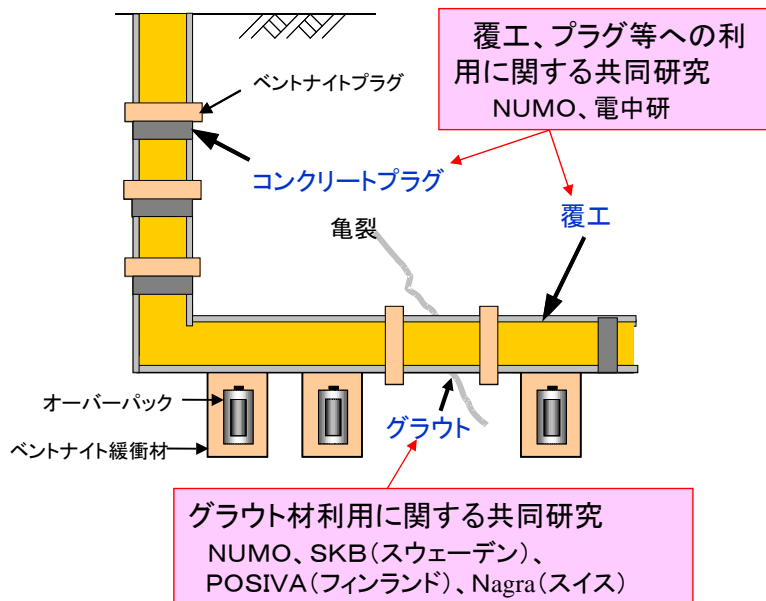 覆工、プラグ等への利
用に関する共同研究
NUMO、電中研
ベントナイトプラグ
コンクリートプラグ
覆工
亀裂
オーバーパック
グラウト
ベントナイト緩衝材
グラウト材利用に関する共同研究
NUMO、SKB(スウェーデン)、
POSIVA(フィンランド)、Nagra(スイス)